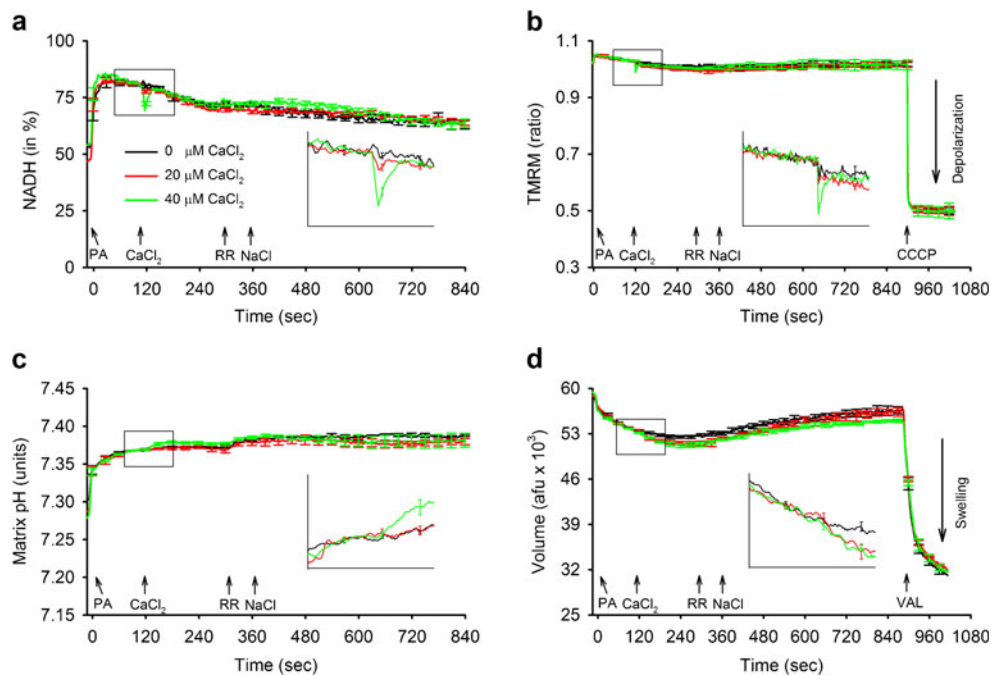 a
NADH (in %)
100
75
50
25
0
0 μM CaCl2
20 μM CaCl2
40 μM CaCl2
PA
CaCl2
RR
NaCl
0 120 240 360 480 600 720 840
Time (sec)
b
TMRM (ratio)
1.1
0.9
0.7
0.5
0.3
Depolarization
PA
CaCl2
RR
NaCl
CCCP
0 120 240 360 480 600 720 840 960 1080
Time (sec)
c
Matrix pH (units)
7.45
7.40
7.35
7.30
7.25
7.20
7.15
PA
CaCl2
RR
NaCl
0 120 240 360 480 600 720 840
Time (sec)
d
Volume (afu x 10³)
60
53
46
39
32
25
Swelling
PA
CaCl2
RR
NaCl
VAL
0 120 240 360 480 600 720 840 960 1080
Time (sec)